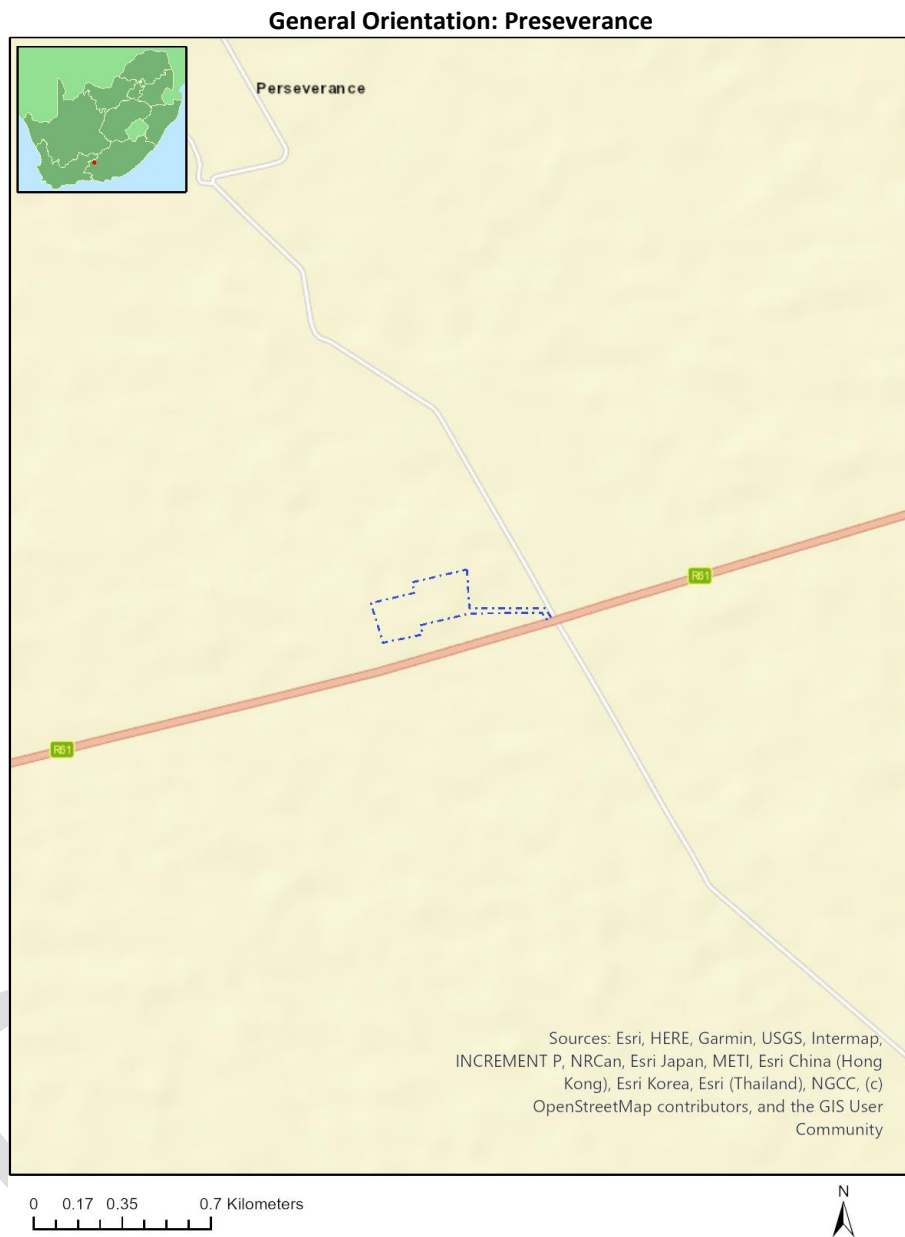 General Orientation: Preseverance
Perseverance
R61
R61
Sources: Esri, HERE, Garmin, USGS, Intermap,
INCREMENT P, NRCan, Esri Japan, METI, Esri China (Hong
Kong), Esri Korea, Esri (Thailand), NGCC, (c)
OpenStreetMap contributors, and the GIS User
Community
0 0.17 0.35 0.7 Kilometers
N